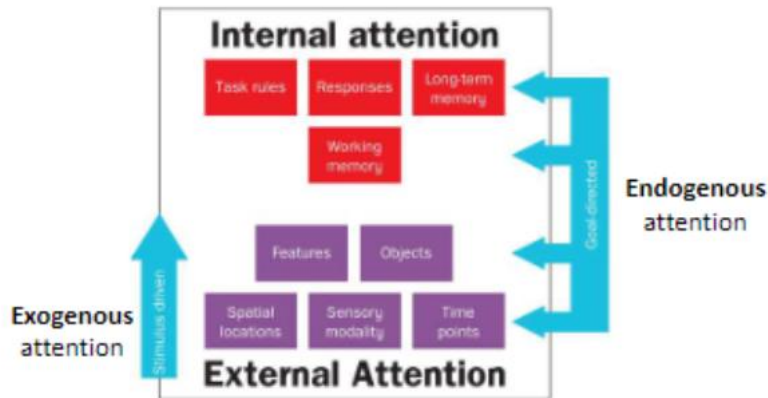 Internal attention
Task rules
Responses
Long-term
memory
Working
memory
Goal-directed
Endogenous
attention
Features
Objects
Stimulus driven
Exogenous
attention
Spatial
locations
Sensory
modality
Time
points
External Attention